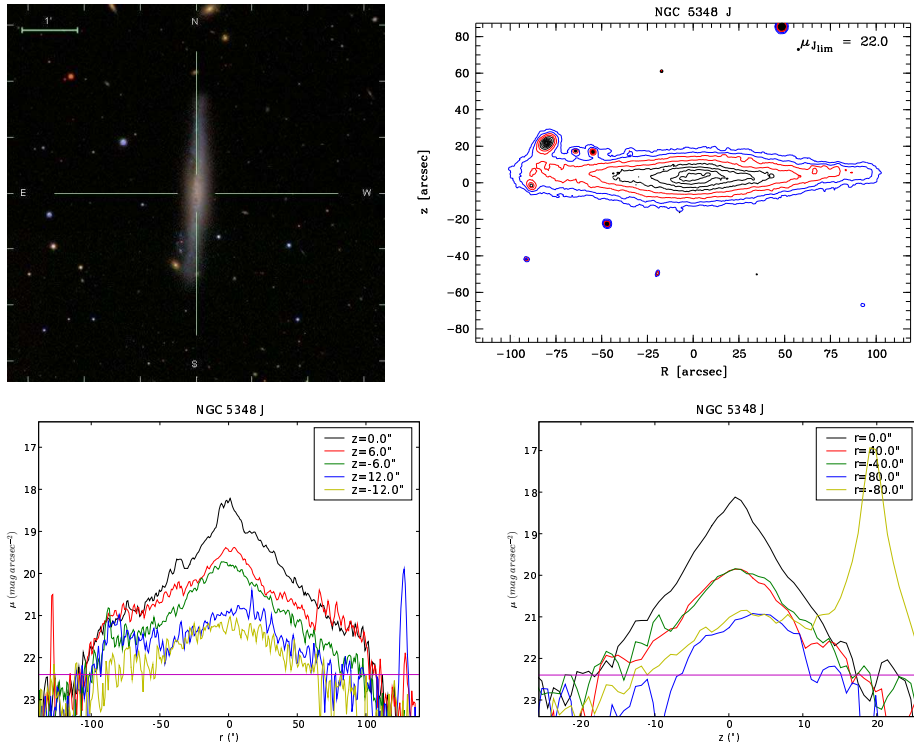 1'
N
E
W
S
NGC 5348 J
μJlim = 22.0
80
60
40
20
0
−20
−40
−60
−80
z [arcsec]
−100
−75
−50
−25
0
25
50
75
100
R [arcsec]
NGC 5348 J
z=0.0"
z=6.0"
z=-6.0"
z=12.0"
z=-12.0"
17
18
19
20
21
22
23
μ (mag arcsec−2)
-100
-50
0
50
100
r (")
NGC 5348 J
r=0.0"
r=40.0"
r=-40.0"
r=80.0"
r=-80.0"
17
18
19
20
21
22
23
μ (mag arcsec−2)
-20
-10
0
10
20
z (")